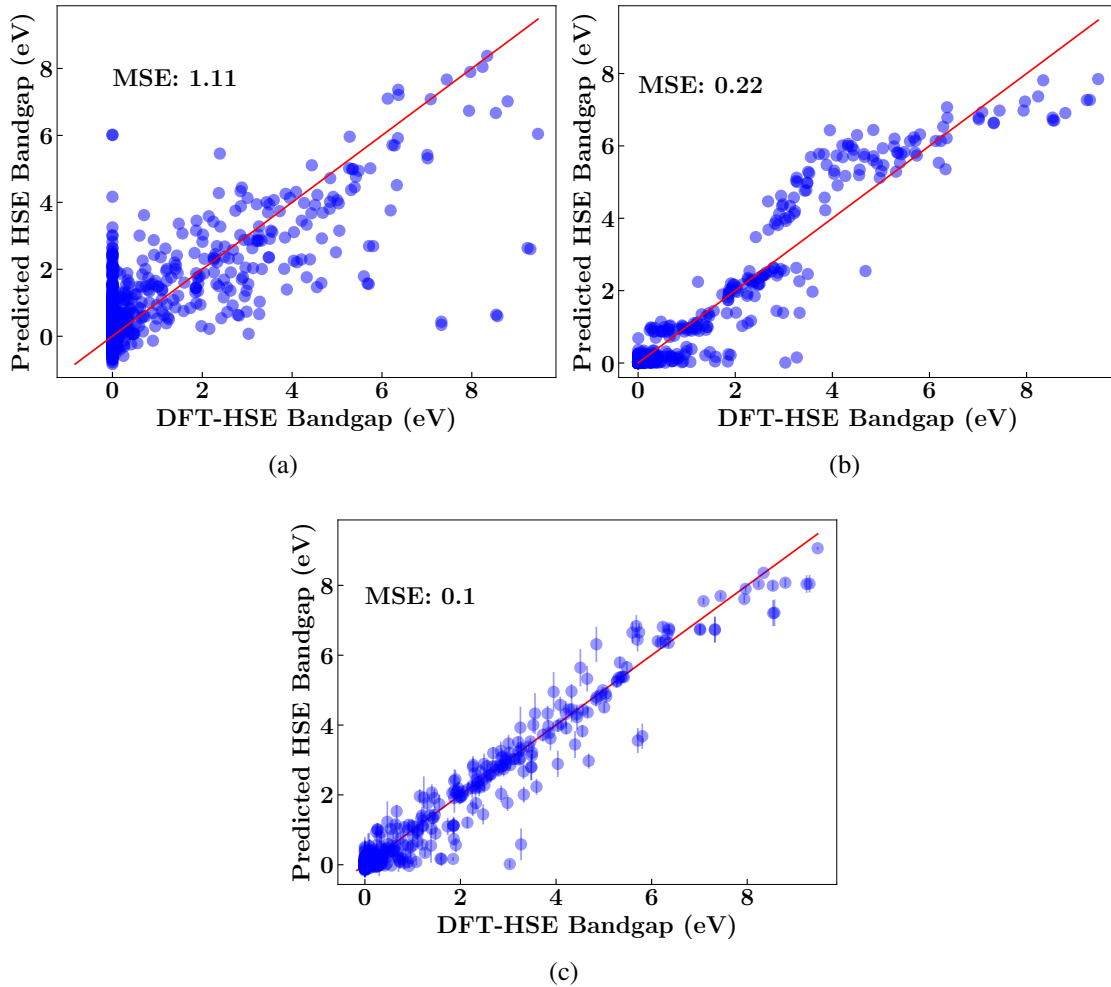 MSE: 1.11
Predicted HSE Bandgap (eV)
8
6
4
2
0
0 2 4 6 8
DFT-HSE Bandgap (eV)
(a)
MSE: 0.22
Predicted HSE Bandgap (eV)
8
6
4
2
0
0 2 4 6 8
DFT-HSE Bandgap (eV)
(b)
MSE: 0.1
Predicted HSE Bandgap (eV)
8
6
4
2
0
0 2 4 6 8
DFT-HSE Bandgap (eV)
(c)